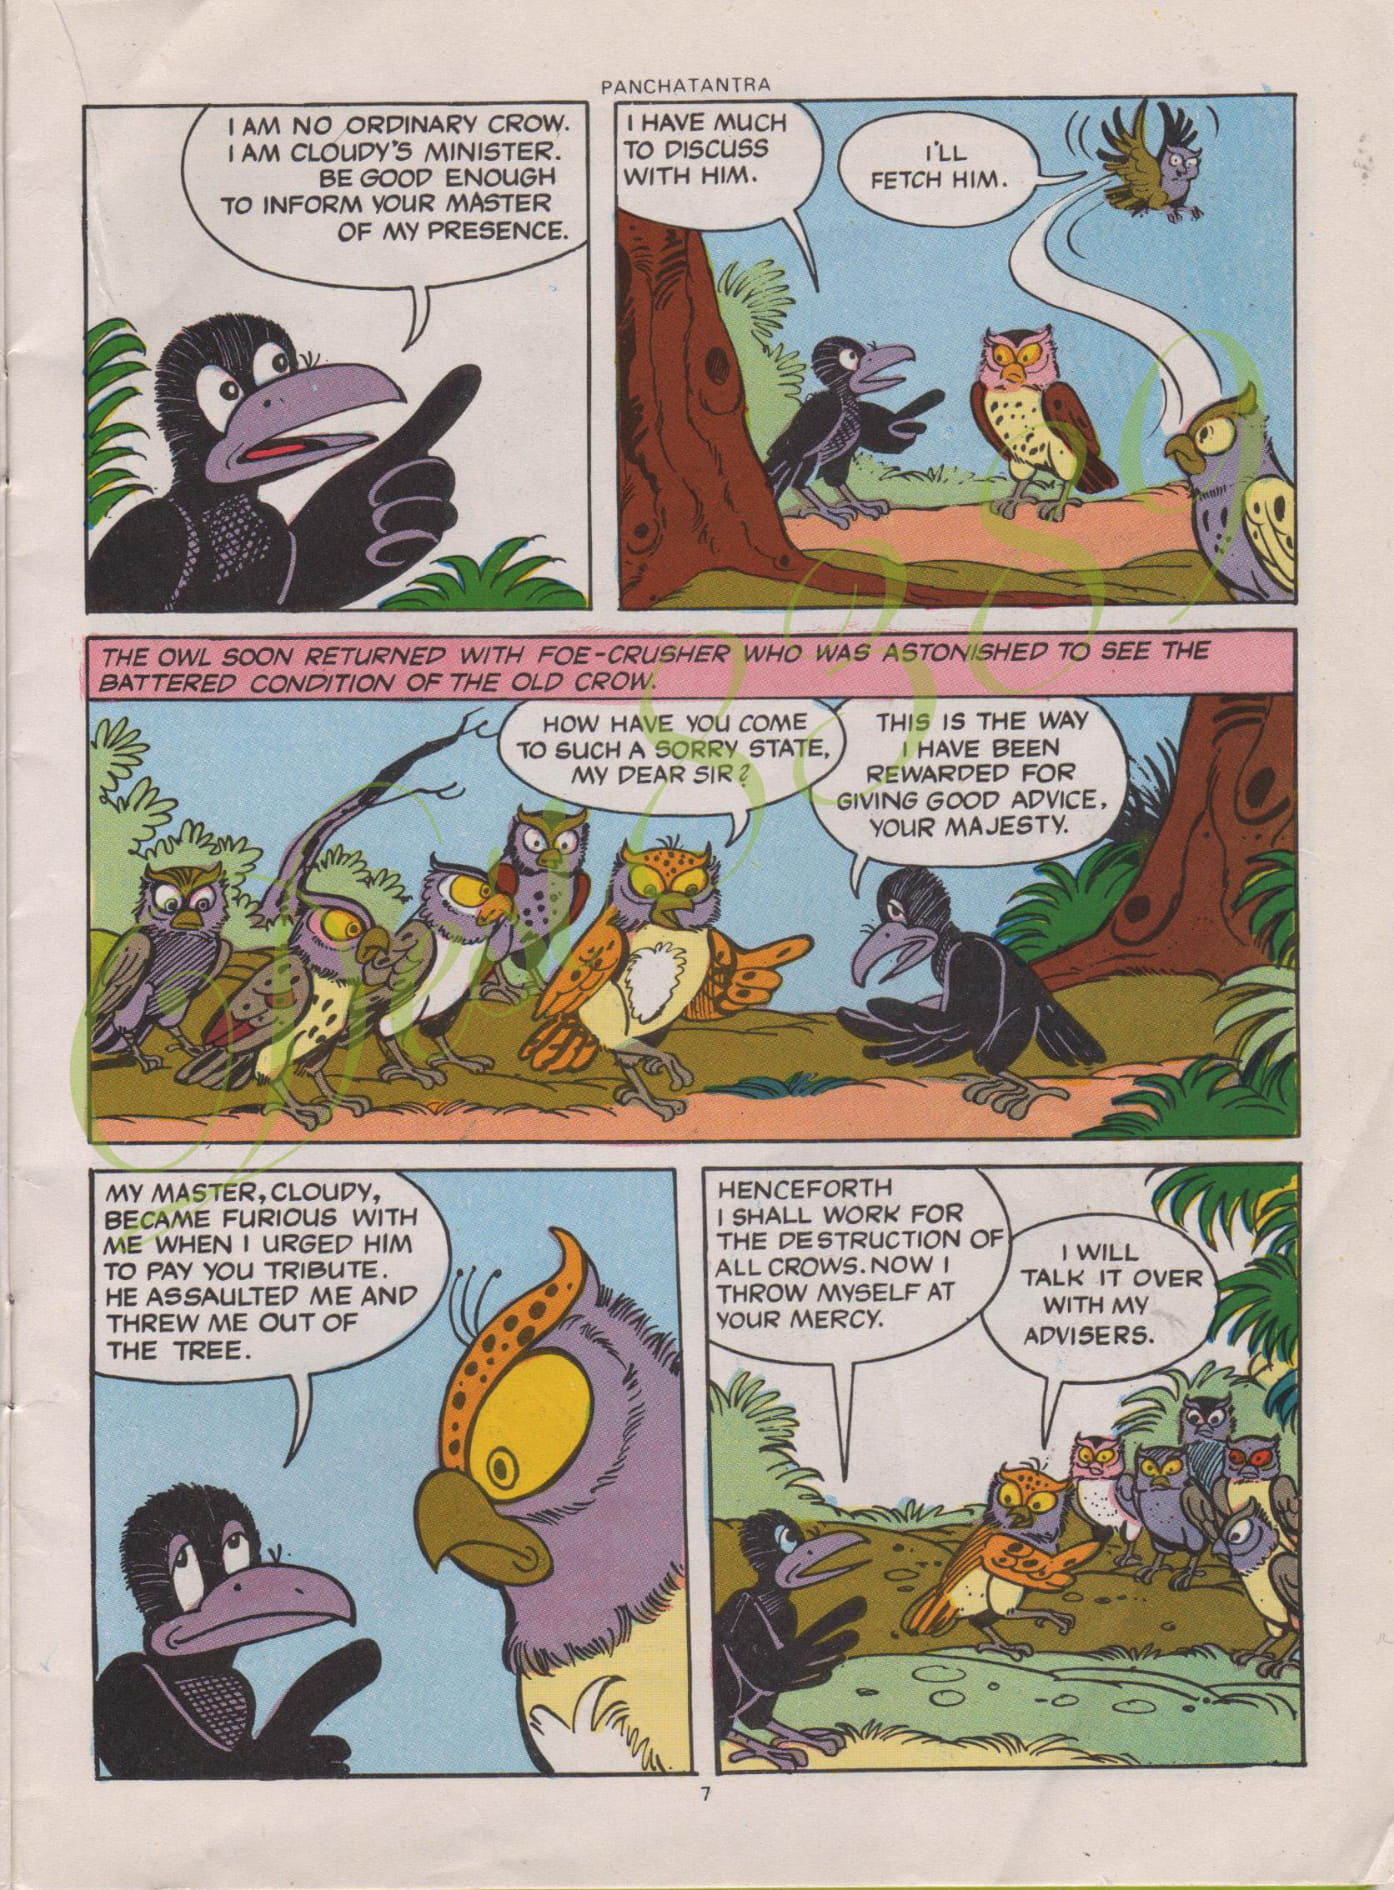 PANCHATANTRA
I AM NO ORDINARY CROW.
I AM CLOUDY'S MINISTER.
BE GOOD ENOUGH
TO INFORM YOUR MASTER
OF MY PRESENCE.
I HAVE MUCH
TO DISCUSS
WITH HIM.
I'LL
FETCH HIM.
THE OWL SOON RETURNED WITH FOE-CRUSHER WHO WAS ASTONISHED TO SEE THE
BATTERED CONDITION OF THE OLD CROW.
HOW HAVE YOU COME
TO SUCH A SORRY STATE,
MY DEAR SIR?
THIS IS THE WAY
I HAVE BEEN
REWARDED FOR
GIVING GOOD ADVICE,
YOUR MAJESTY.
MY MASTER, CLOUDY,
BECAME FURIOUS WITH
ME WHEN I URGED HIM
TO PAY YOU TRIBUTE.
HE ASSAULTED ME AND
THREW ME OUT OF
THE TREE.
HENCEFORTH
I SHALL WORK FOR
THE DESTRUCTION OF
ALL CROWS. NOW I
THROW MYSELF AT
YOUR MERCY.
I WILL
TALK IT OVER
WITH MY
ADVISERS.
7